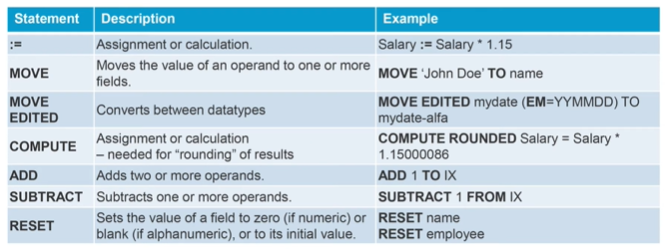 Statement Description Example
:= Assignment or calculation. Salary := Salary * 1.15
MOVE Moves the value of an operand to one or more fields. MOVE ‘John Doe’ TO name
MOVE EDITED Converts between datatypes MOVE EDITED mydate (EM=YYMMDD) TO mydate-alfa
COMPUTE Assignment or calculation – needed for “rounding” of results COMPUTE ROUNDED Salary = Salary * 1.15000086
ADD Adds two or more operands. ADD 1 TO IX
SUBTRACT Subtracts one or more operands. SUBTRACT 1 FROM IX
RESET Sets the value of a field to zero (if numeric) or blank (if alphanumeric), or to its initial value. RESET name RESET employee